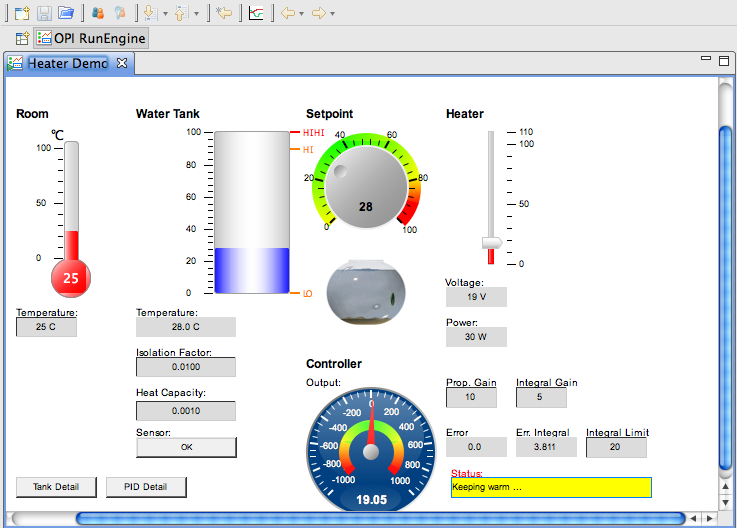 OPI RunEngine
Heater Demo
Room
Water Tank
Setpoint
Heater
°C
100
50
0
25
Temperature:
25 C
100
80
60
40
20
0
HIHI
HI
LO
0
20
40
60
80
100
28
110
100
50
0
Voltage:
19 V
Power:
30 W
Temperature:
28.0 C
Isolation Factor:
0.0100
Heat Capacity:
0.0010
Sensor:
OK
Controller
Output:
-1000
-800
-600
-400
-200
0
200
400
600
800
1000
19.05
Prop. Gain
Integral Gain
10
5
Error
Err. Integral
Integral Limit
0.0
3.811
20
Status:
Keeping warm ...
Tank Detail
PID Detail